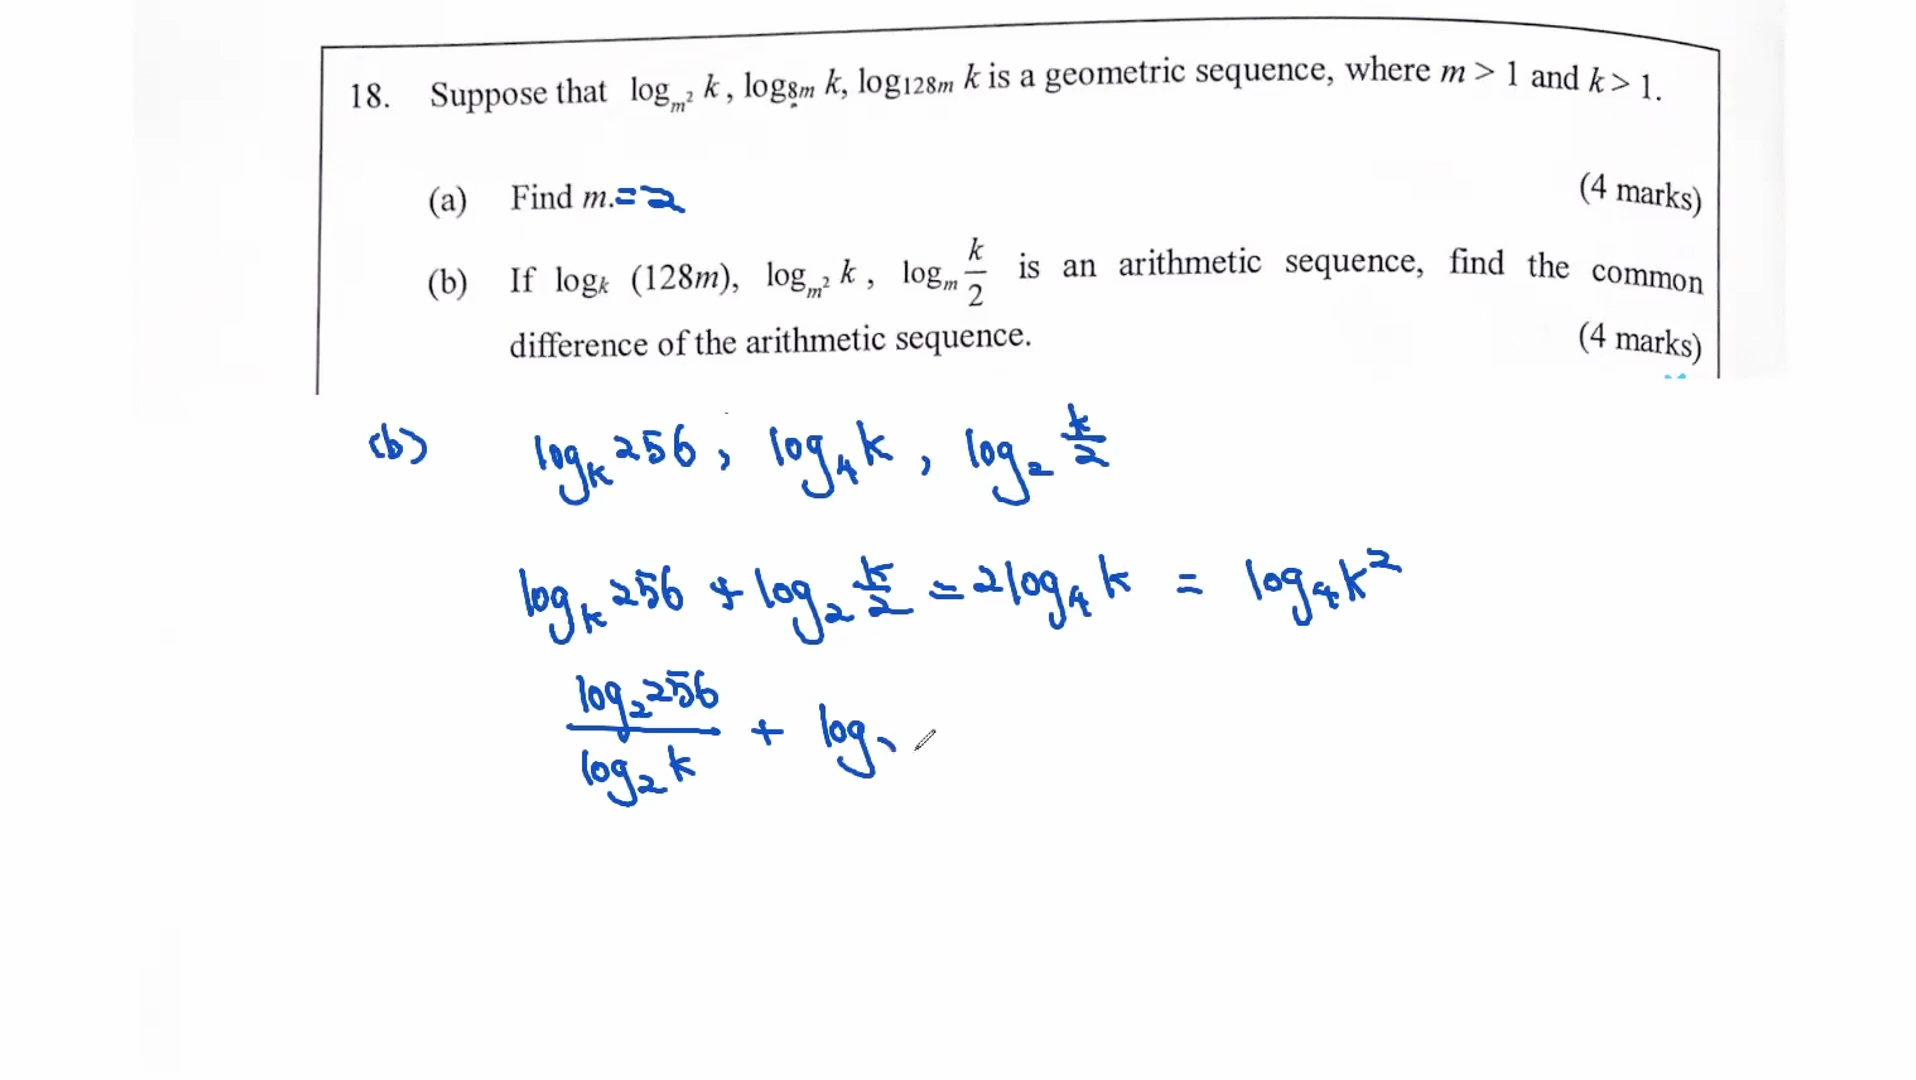 18. Suppose that log_{m²} k, log_{8m} k, log_{128m} k is a geometric sequence, where m > 1 and k > 1.
(a) Find m. = 2 (4 marks)
(b) If log_k (128m), log_{m²} k, log_m k/2 is an arithmetic sequence, find the common
difference of the arithmetic sequence. (4 marks)
(b) log_k 256, log_4 k, log_2 k/2
log_k 256 + log_2 k/2 = 2log_4 k = log_4 k²
log_2 256 / log_2 k + log